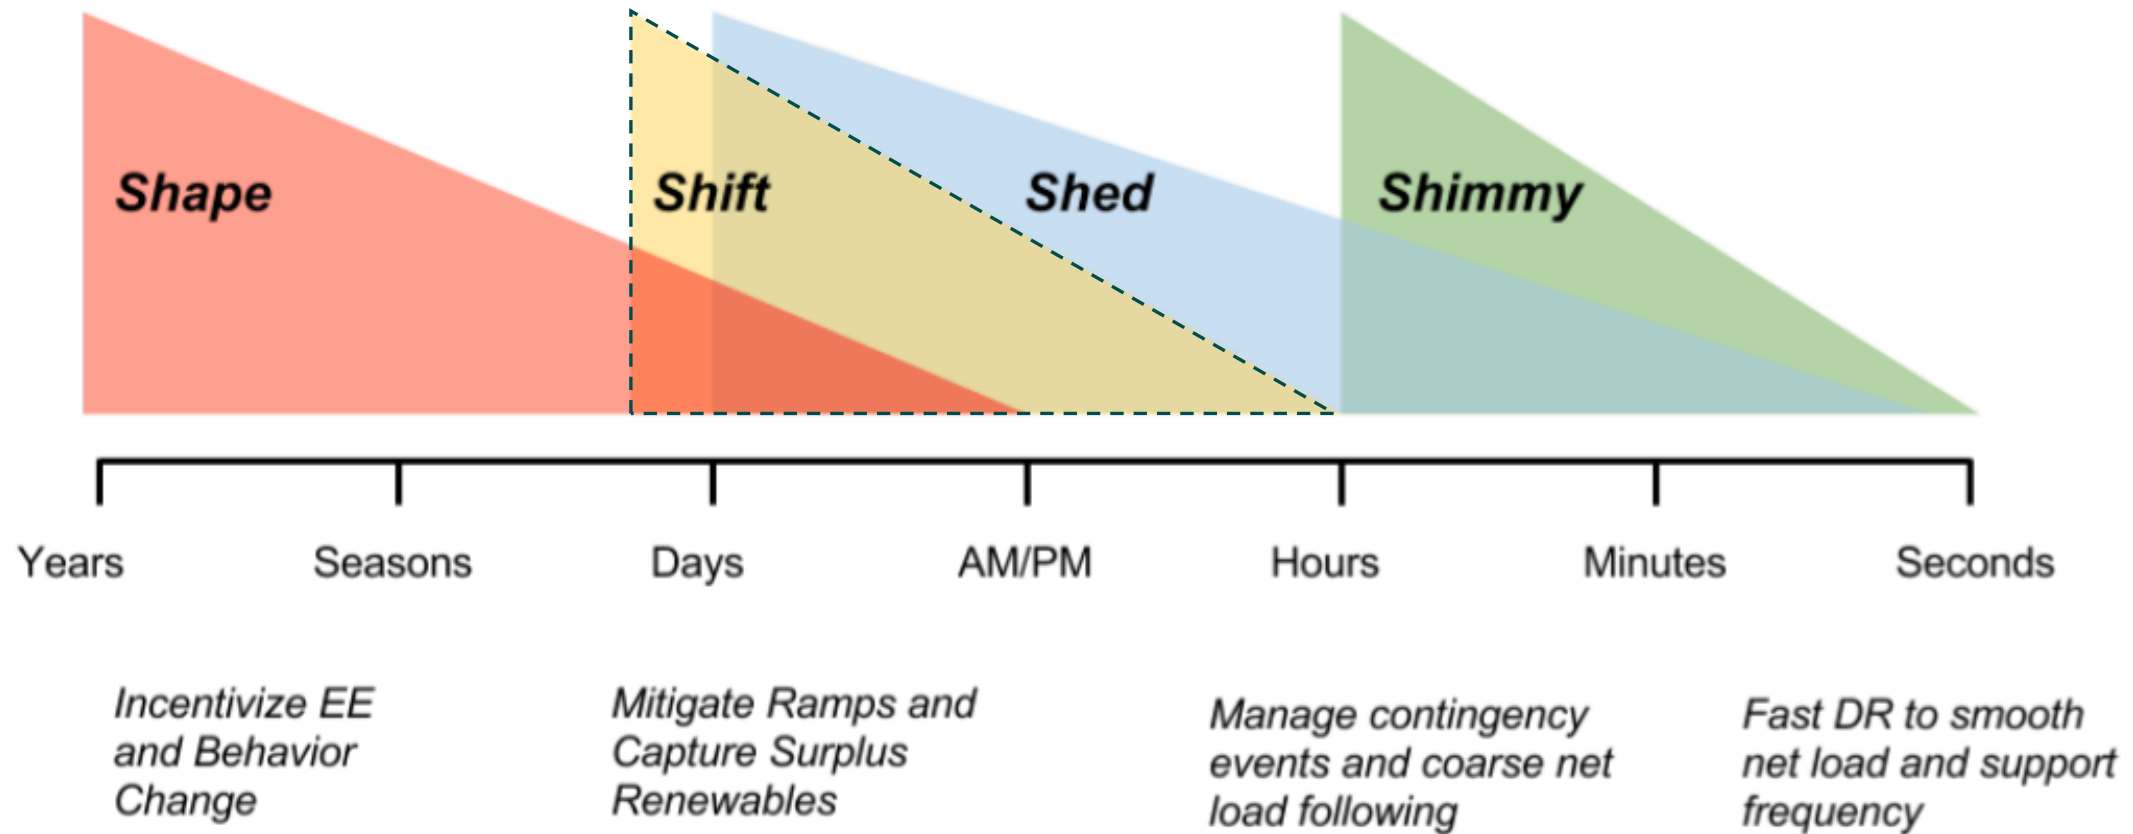 Shape
Shift
Shed
Shimmy
Years
Seasons
Days
AM/PM
Hours
Minutes
Seconds
Incentivize EE
and Behavior
Change
Mitigate Ramps and
Capture Surplus
Renewables
Manage contingency
events and coarse net
load following
Fast DR to smooth
net load and support
frequency